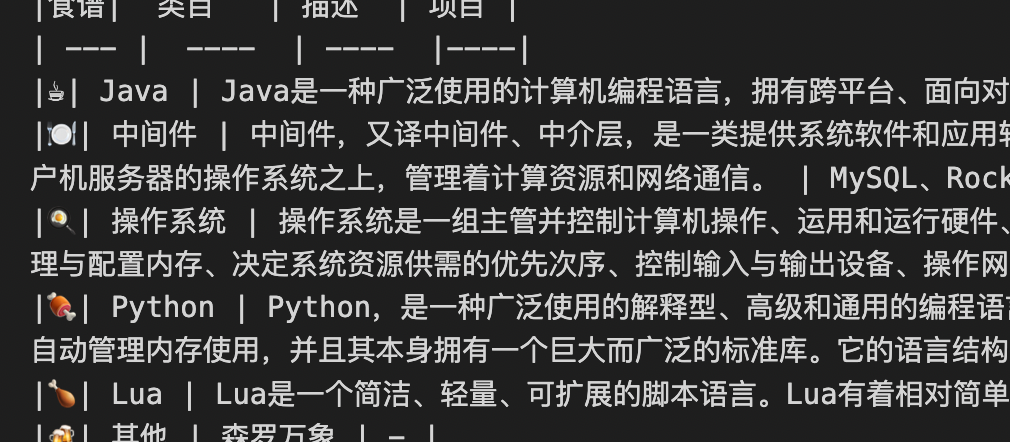 |食谱| 类目 | 描述 | 项目 |
| --- | ---- | ---- |----|
|☕| Java | Java是一种广泛使用的计算机编程语言，拥有跨平台、面向对
|🍽️| 中间件 | 中间件，又译中间件、中介层，是一类提供系统软件和应用软
户机服务器的操作系统之上，管理着计算资源和网络通信。 | MySQL、Rock
|🍳| 操作系统 | 操作系统是一组主管并控制计算机操作、运用和运行硬件、
理与配置内存、决定系统资源供需的优先次序、控制输入与输出设备、操作网
|🍖| Python | Python，是一种广泛使用的解释型、高级和通用的编程语言
自动管理内存使用，并且其本身拥有一个巨大而广泛的标准库。它的语言结构
|🍗| Lua | Lua是一个简洁、轻量、可扩展的脚本语言。Lua有着相对简单
|🍻| 其他 | 森罗万象 | - |